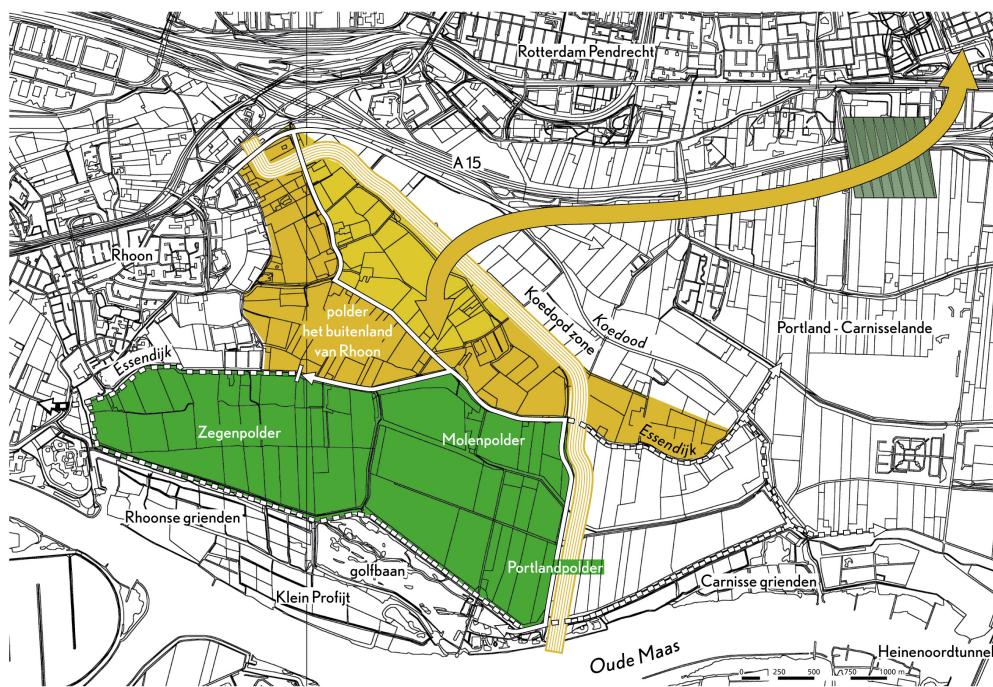 Rotterdam Pendrecht
A 15
Rhoon
polder
het buitenland
van Rhoon
Koedood zone
Koedood
Portland - Carnisselande
Essendijk
Zegenpolder
Molenpolder
Essendijk
Rhoonse grienden
golfbaan
Portlandpolder
Klein Profijt
Carnisse grienden
Oude Maas
Heinenoordtunnel
0 250 500 750 1000 m